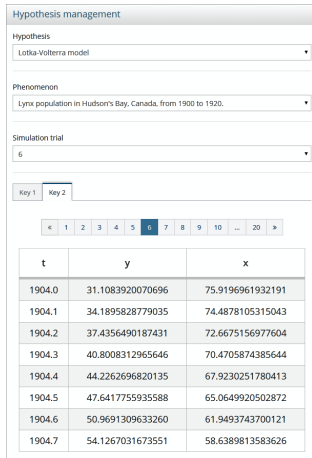 Hypothesis management
Hypothesis
Lotka-Volterra model
Phenomenon
Lynx population in Hudson's Bay, Canada, from 1900 to 1920.
Simulation trial
6
Key 1 Key 2
« 1 2 3 4 5 6 7 8 9 10 ... 20 »
t y x
1904.0 31.1083920070696 75.9196961932191
1904.1 34.1895828779035 74.4878105315043
1904.2 37.4356490187431 72.6675156977604
1904.3 40.8008312965646 70.4705874385644
1904.4 44.2262696820135 67.9230251780413
1904.5 47.6417755935588 65.0649920502872
1904.6 50.9691309633260 61.9493743700121
1904.7 54.1267031673551 58.6389813583626